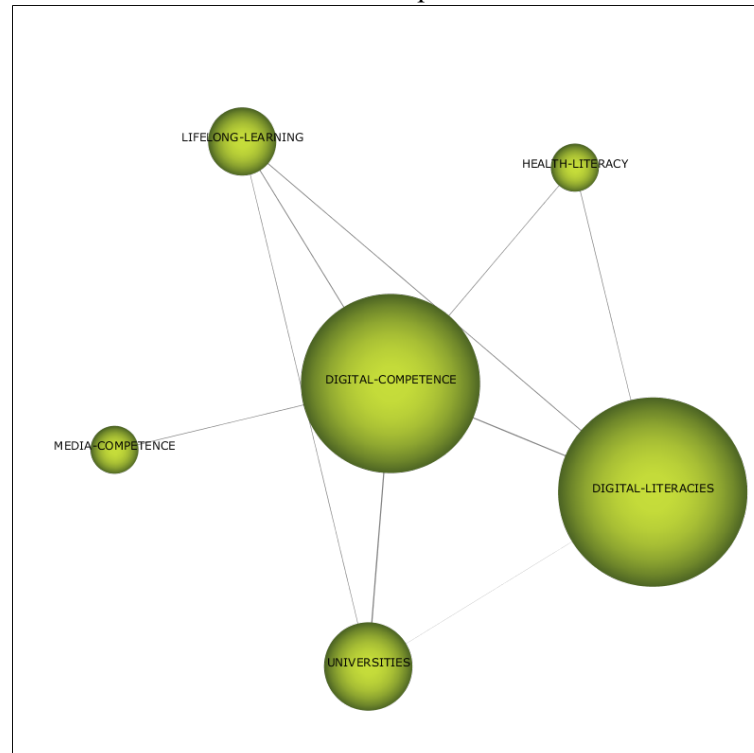 LIFELONG-LEARNING
HEALTH-LITERACY
DIGITAL-COMPETENCE
MEDIA-COMPETENCE
DIGITAL-LITERACIES
UNIVERSITIES